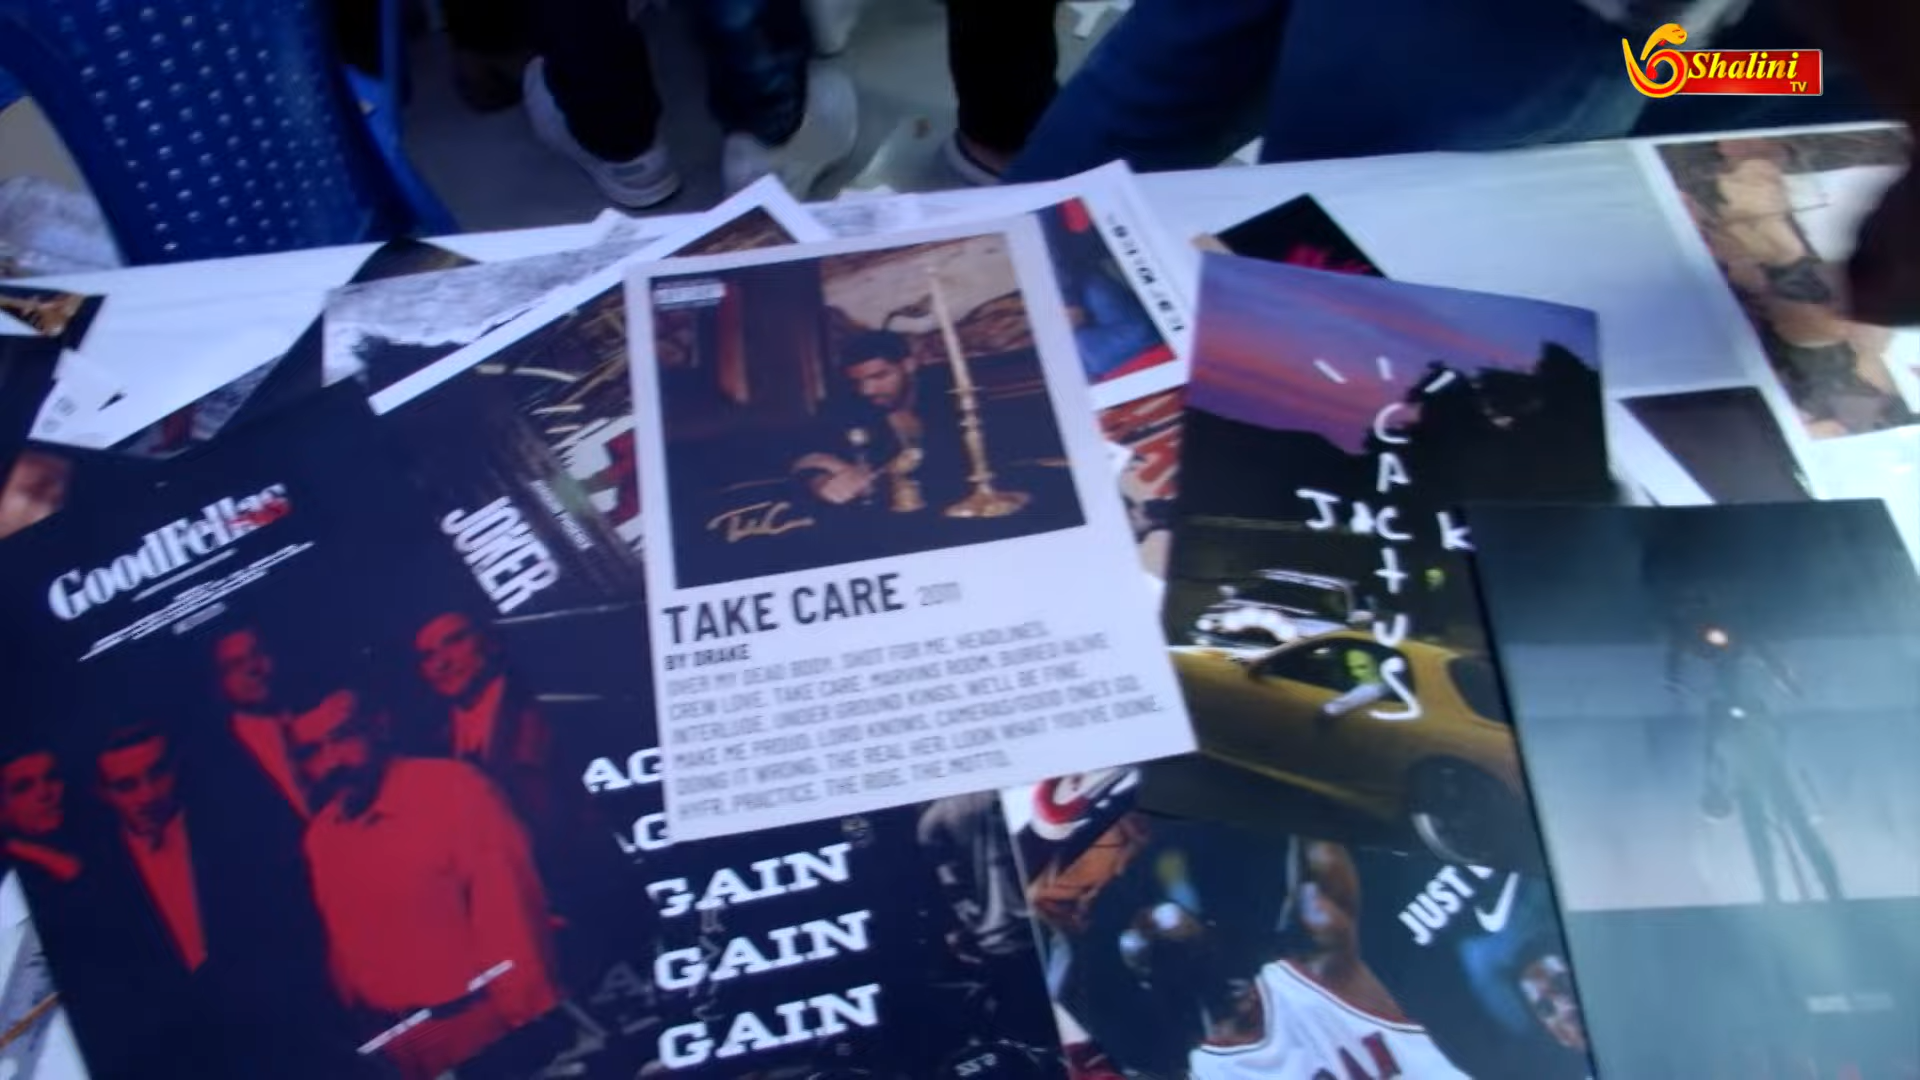 Shalini
TV
GoodFellas
JOKER
TAKE CARE 2011
BY DRAKE
OVER MY DEAD BODY. SHOT FOR ME. HEADLINES.
CREW LOVE. TAKE CARE. MARVINS ROOM. BURIED ALIVE
INTERLUDE. UNDER GROUND KINGS. WE'LL BE FINE.
MAKE ME PROUD. LORD KNOWS. CAMERAS/GOOD ONES GO.
DOING IT WRONG. THE REAL HER. LOOK WHAT YOU'VE DONE.
HYFR. PRACTICE. THE RIDE. THE MOTTO.
CACTUS
JACK
AG
AG
GAIN
GAIN
GAIN
JUST